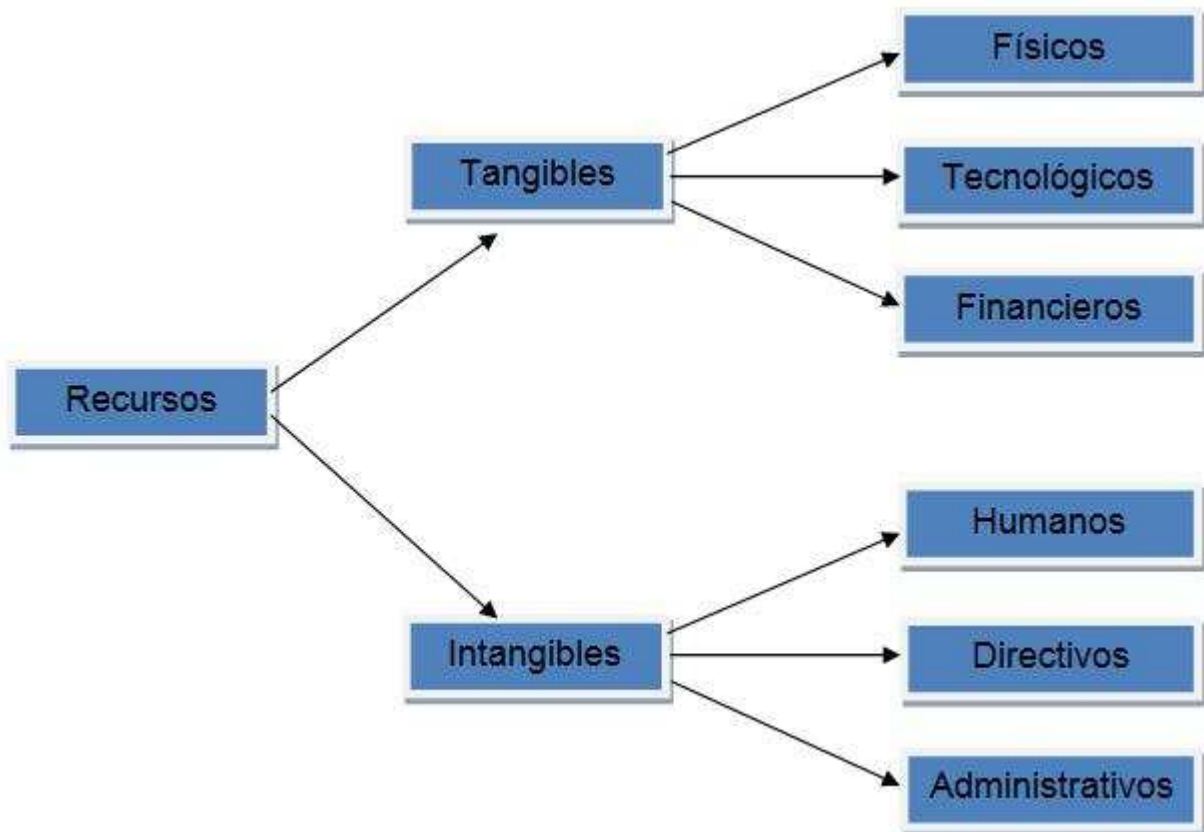 Recursos
Tangibles
Físicos
Tecnológicos
Financieros
Intangibles
Humanos
Directivos
Administrativos